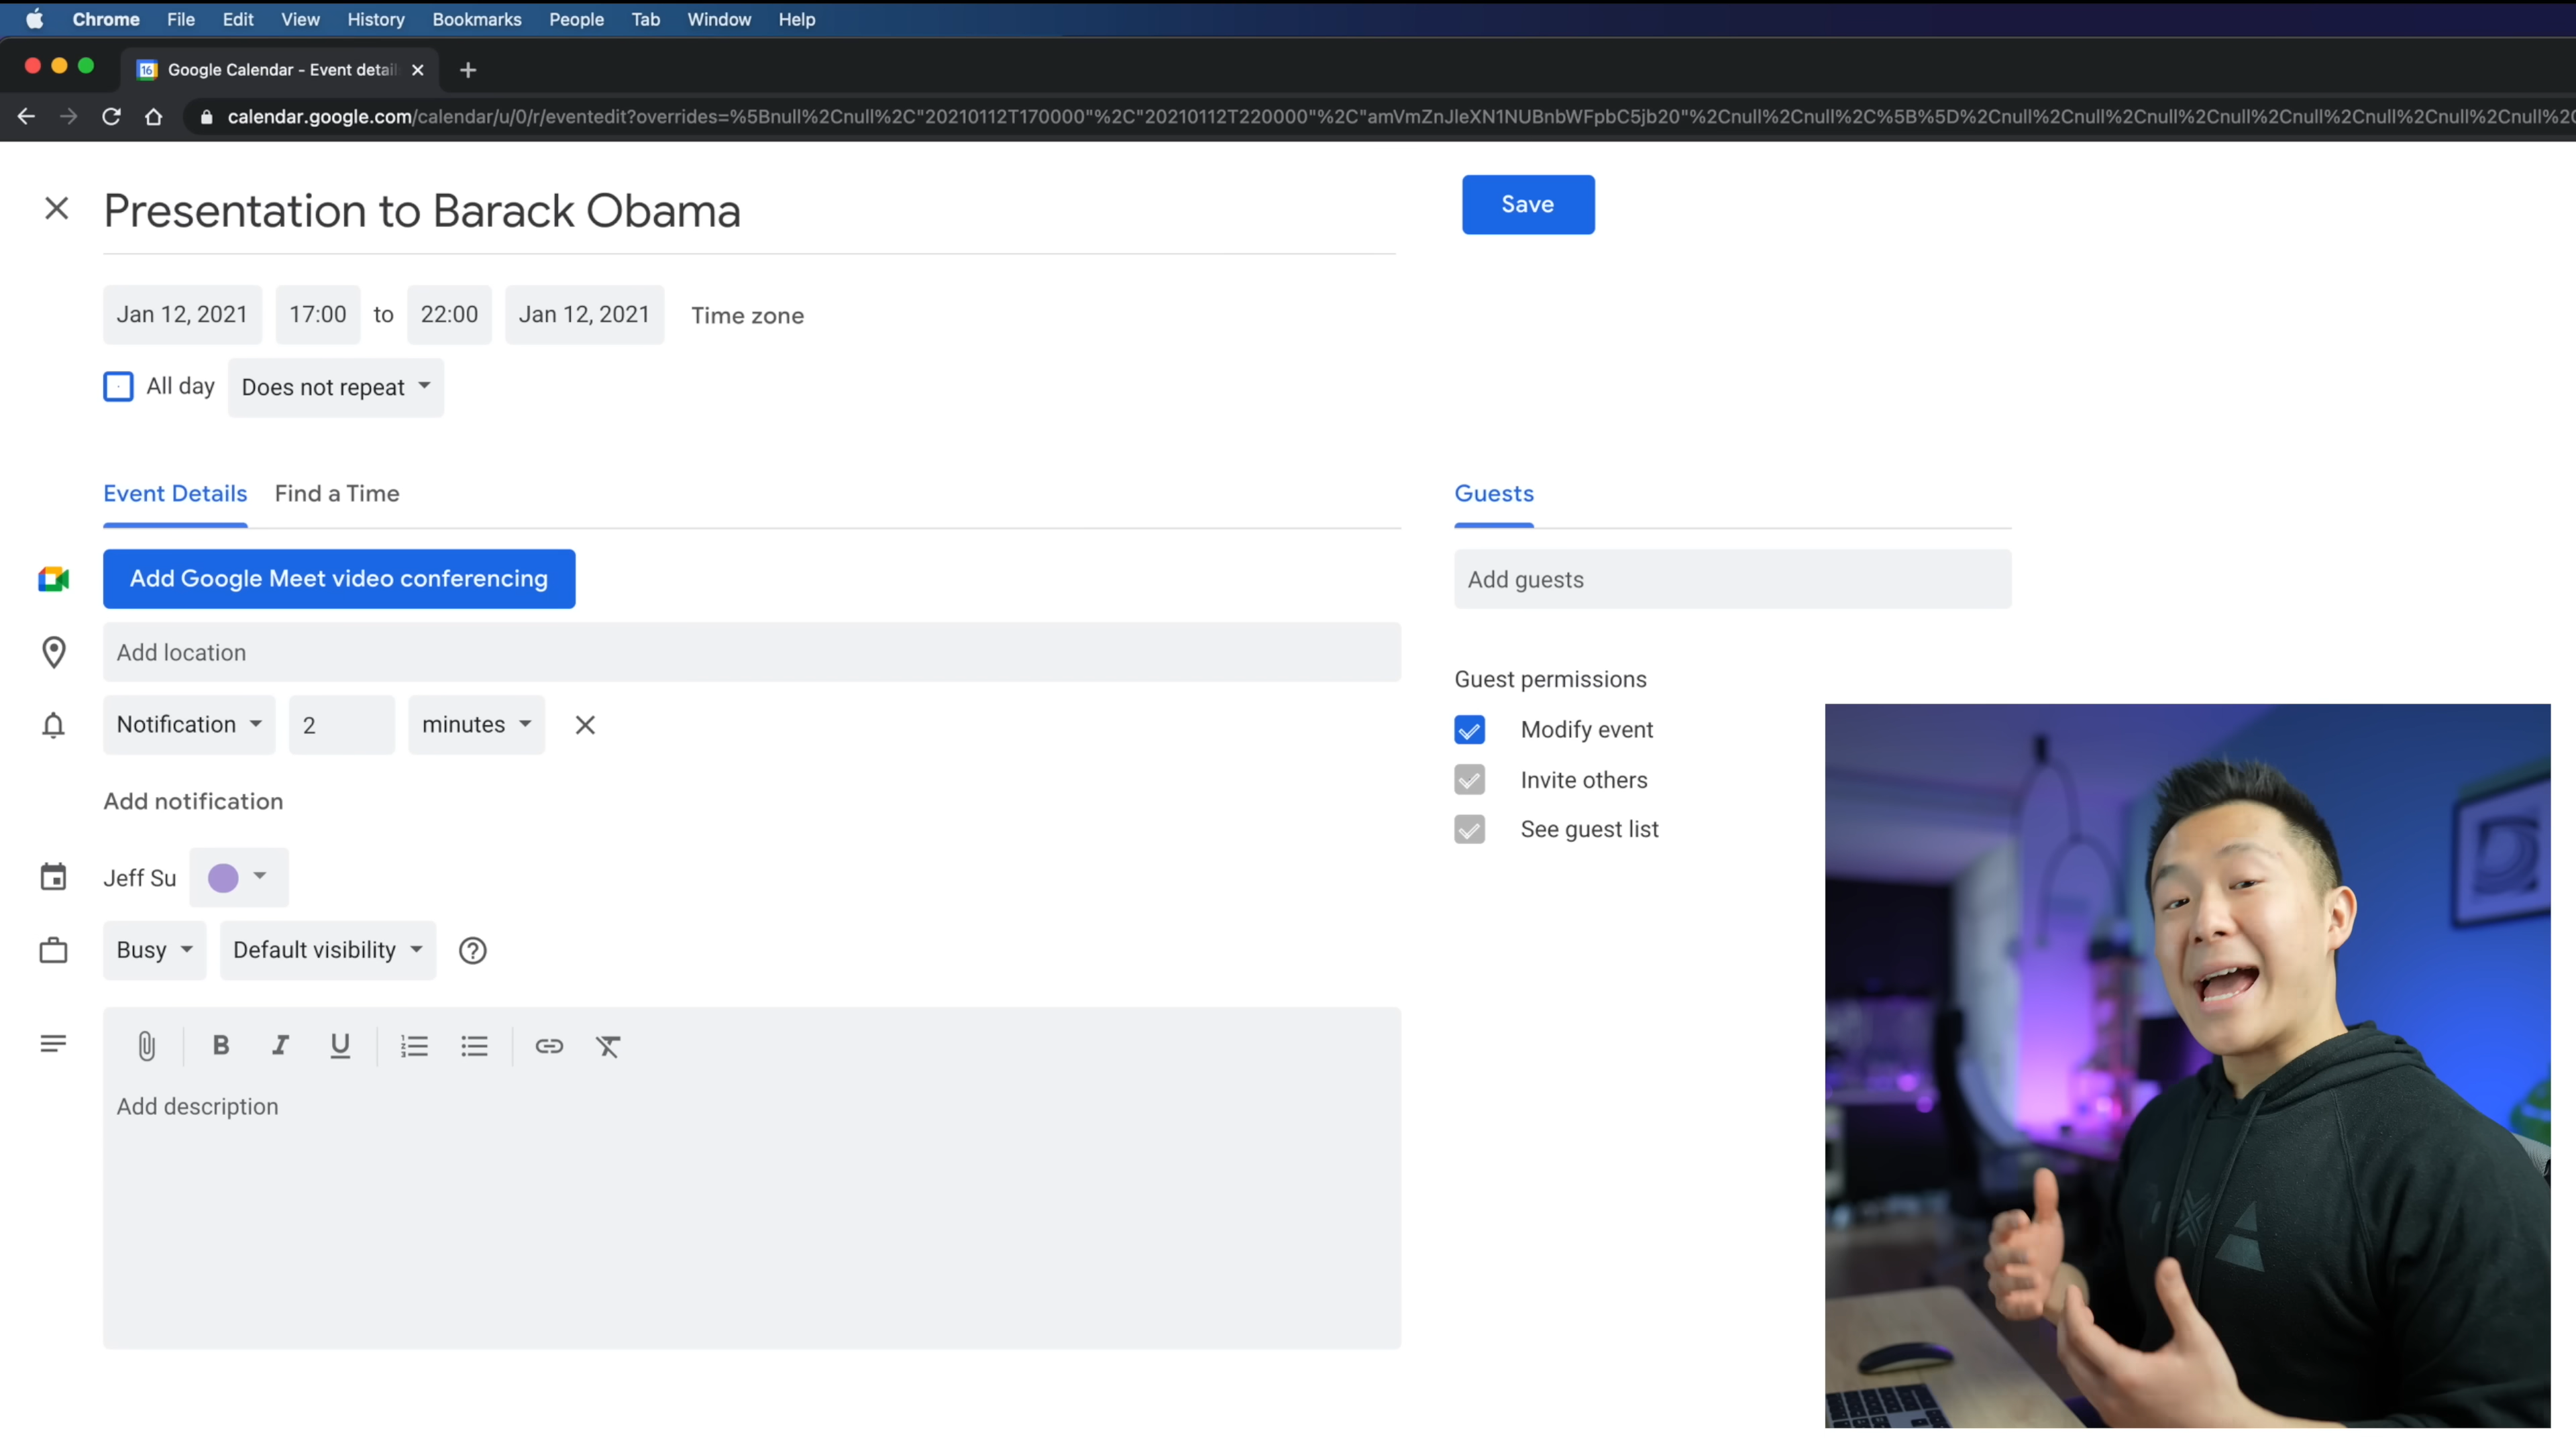 Chrome File Edit View History Bookmarks People Tab Window Help
16 Google Calendar - Event detail
calendar.google.com/calendar/u/0/r/eventedit?overrides=%5Bnull%2Cnull%2C"20210112T170000"%2C"20210112T220000"%2C"amVmZnJleXN1NUBnbWFpbC5jb20"%2Cnull%2Cnull%2C%5B%5D%2Cnull%2Cnull%2Cnull%2Cnull%2Cnull%2Cnull%2Cnull%2Cnull%2C
Presentation to Barack Obama
Save
Jan 12, 2021 17:00 to 22:00 Jan 12, 2021 Time zone
All day Does not repeat
Event Details Find a Time
Guests
Add Google Meet video conferencing
Add guests
Add location
Guest permissions
Notification 2 minutes
Modify event
Invite others
Add notification
See guest list
Jeff Su
Busy Default visibility
B I U
Add description